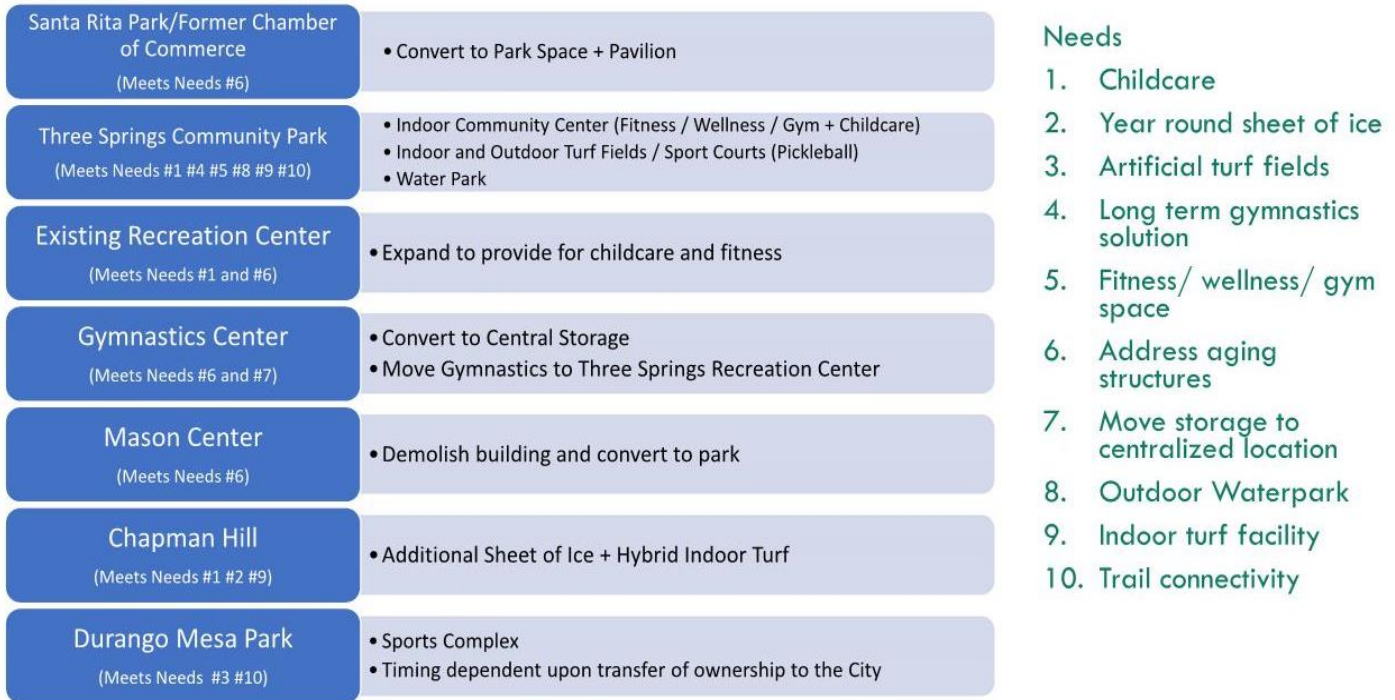 Santa Rita Park/Former Chamber
of Commerce
(Meets Needs #6)
• Convert to Park Space + Pavilion
Three Springs Community Park
(Meets Needs #1 #4 #5 #8 #9 #10)
• Indoor Community Center (Fitness / Wellness / Gym + Childcare)
• Indoor and Outdoor Turf Fields / Sport Courts (Pickleball)
• Water Park
Existing Recreation Center
(Meets Needs #1 and #6)
• Expand to provide for childcare and fitness
Gymnastics Center
(Meets Needs #6 and #7)
• Convert to Central Storage
• Move Gymnastics to Three Springs Recreation Center
Mason Center
(Meets Needs #6)
• Demolish building and convert to park
Chapman Hill
(Meets Needs #1 #2 #9)
• Additional Sheet of Ice + Hybrid Indoor Turf
Durango Mesa Park
(Meets Needs #3 #10)
• Sports Complex
• Timing dependent upon transfer of ownership to the City
Needs
1. Childcare
2. Year round sheet of ice
3. Artificial turf fields
4. Long term gymnastics
solution
5. Fitness/ wellness/ gym
space
6. Address aging
structures
7. Move storage to
centralized location
8. Outdoor Waterpark
9. Indoor turf facility
10. Trail connectivity